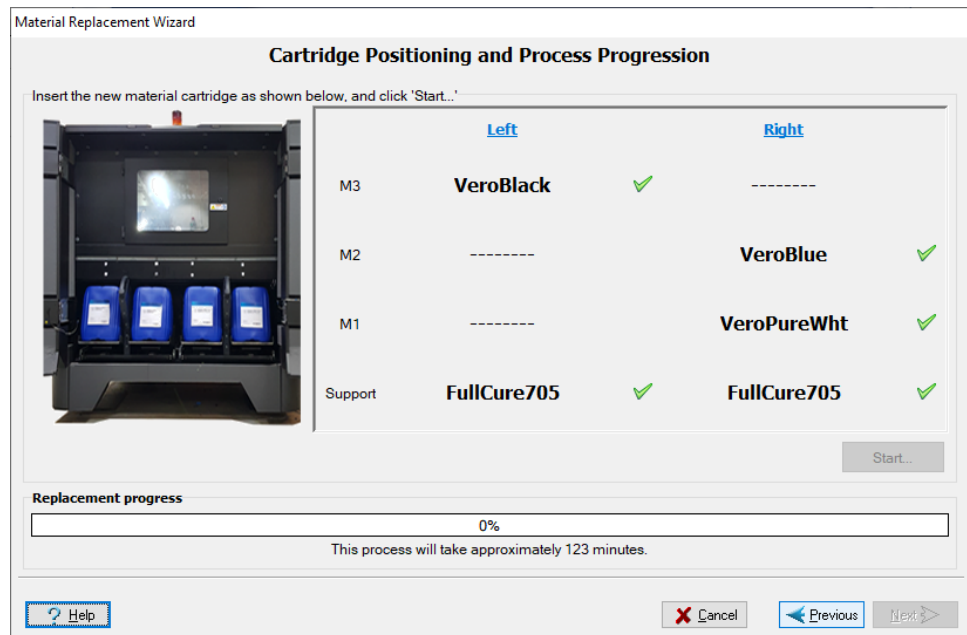 Material Replacement Wizard
Cartridge Positioning and Process Progression
Insert the new material cartridge as shown below, and click 'Start...'
Left Right
M3 VeroBlack --------
M2 -------- VeroBlue
M1 -------- VeroPureWht
Support FullCure705 FullCure705
Start...
Replacement progress
0%
This process will take approximately 123 minutes.
? Help Cancel Previous Next